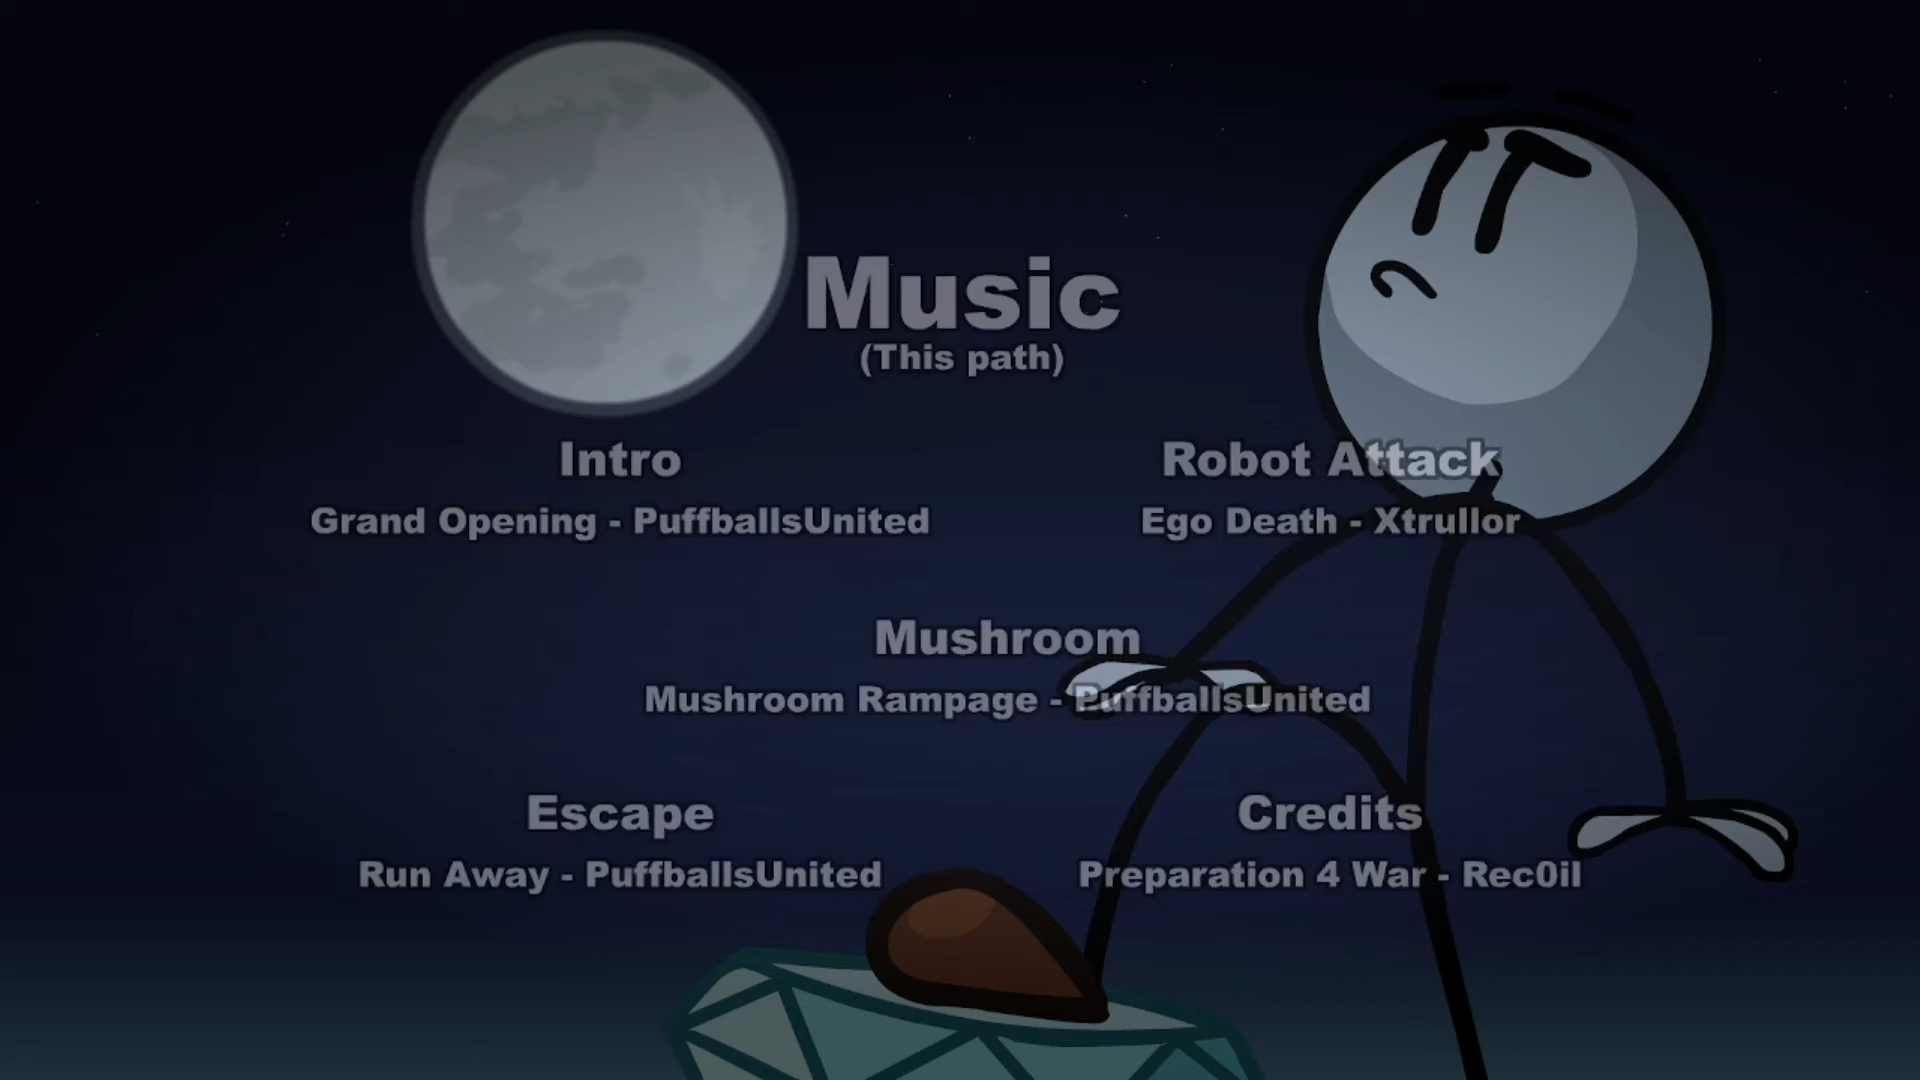 Music
(This path)
Intro
Grand Opening - PuffballsUnited
Robot Attack
Ego Death - Xtrullor
Mushroom
Mushroom Rampage - PuffballsUnited
Escape
Run Away - PuffballsUnited
Credits
Preparation 4 War - Rec0il